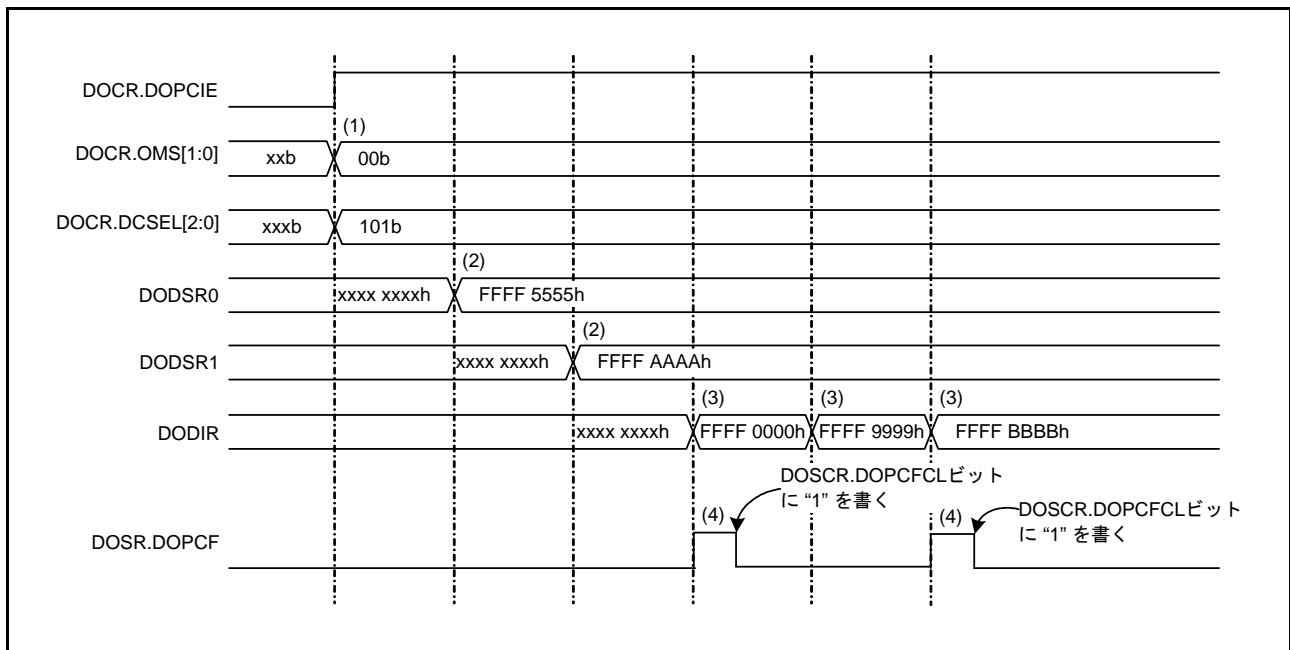 DOCR.DOPCIE
(1)
DOCR.OMS[1:0] xxb 00b
DOCR.DCSEL[2:0] xxxb 101b
(2)
DODSR0 xxxx xxxxh FFFF 5555h
(2)
DODSR1 xxxx xxxxh FFFF AAAAh
(3) (3) (3)
DODIR xxxx xxxxh FFFF 0000h FFFF 9999h FFFF BBBBh
DOSCR.DOPCFCLビット
に “1” を書く
(4)
DOSR.DOPCF
(4)
DOSCR.DOPCFCLビット
に “1” を書く